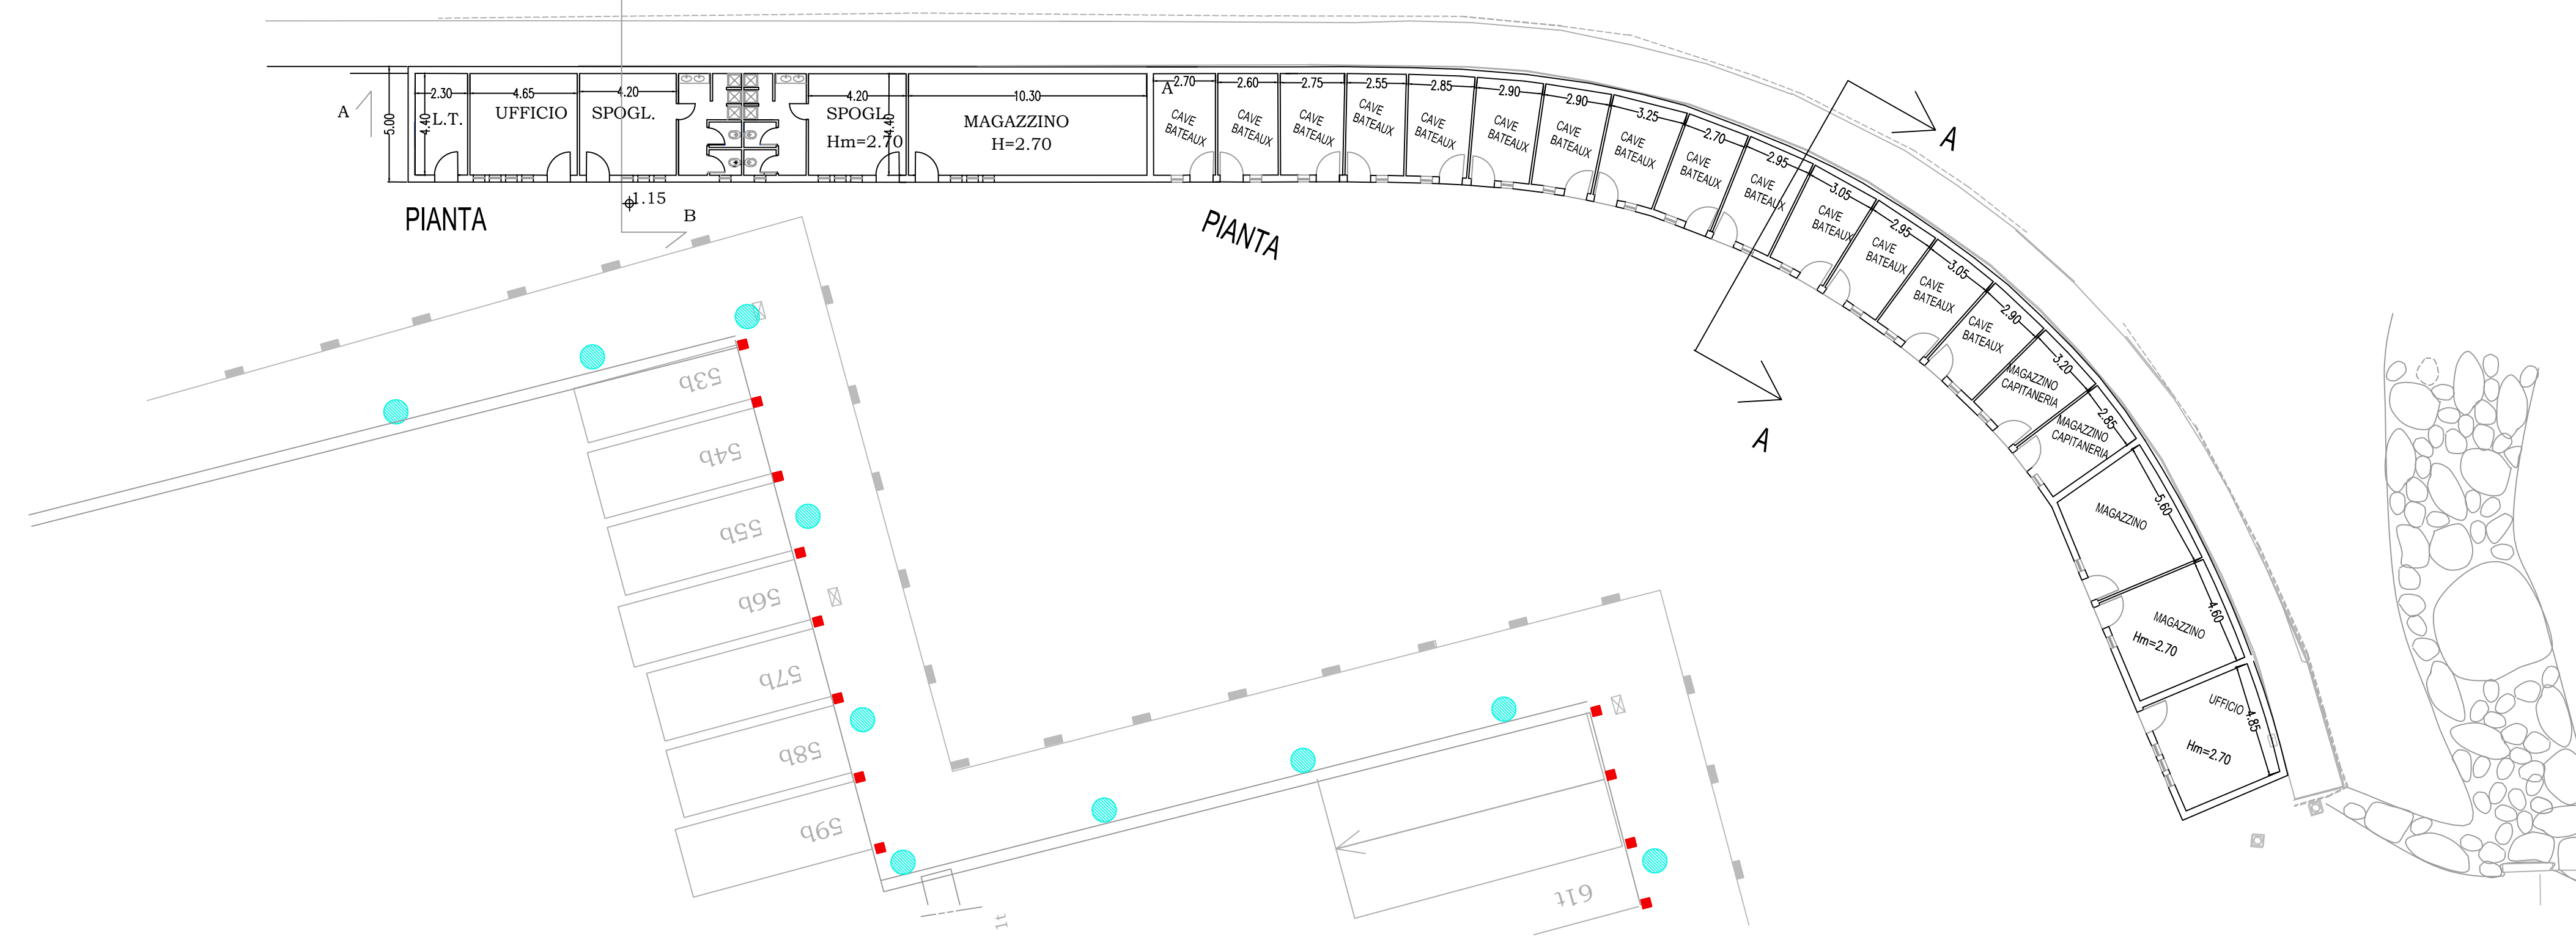 A
5.00
4.40
2.30
L.T.
4.65
UFFICIO
4.20
SPOGL.
4.20
SPOGL.
Hm=2.70
4.40
10.30
MAGAZZINO
H=2.70
1.15
B
PIANTA
PIANTA
A
2.70
CAVE
BATEAUX
2.60
CAVE
BATEAUX
2.75
CAVE
BATEAUX
2.55
CAVE
BATEAUX
2.85
CAVE
BATEAUX
2.90
CAVE
BATEAUX
2.90
CAVE
BATEAUX
3.25
CAVE
BATEAUX
2.70
CAVE
BATEAUX
2.95
CAVE
BATEAUX
3.05
CAVE
BATEAUX
2.95
CAVE
BATEAUX
3.05
CAVE
BATEAUX
2.90
CAVE
BATEAUX
3.20
MAGAZZINO
CAPITANERIA
2.85
MAGAZZINO
CAPITANERIA
5.60
MAGAZZINO
4.60
MAGAZZINO
Hm=2.70
UFFICIO
4.85
Hm=2.70
A
A
53b
54b
55b
56b
57b
58b
59b
1t
61t